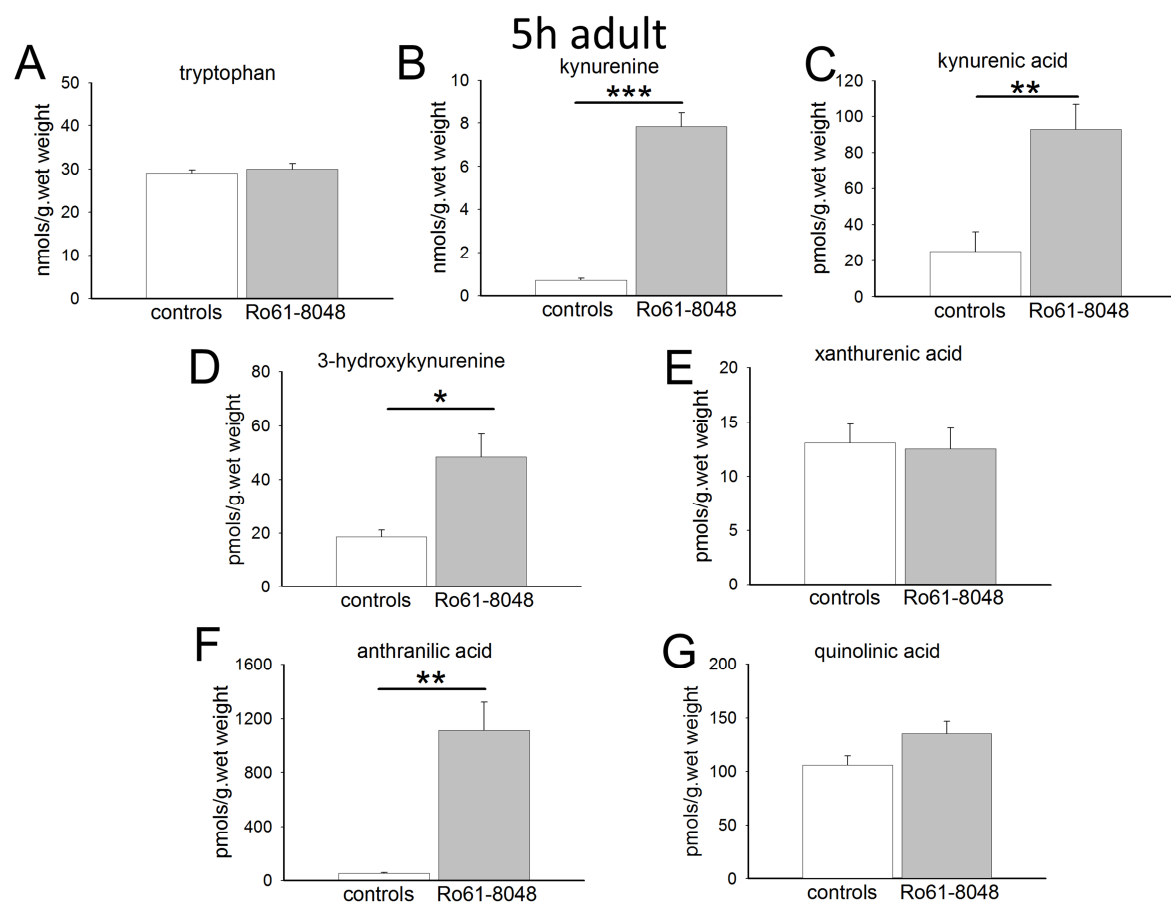 5h adult
A
tryptophan
nmols/g.wet weight
50
40
30
20
10
0
controls
Ro61-8048
B
kynurenine
***
nmols/g.wet weight
10
8
6
4
2
0
controls
Ro61-8048
C
kynurenic acid
**
pmols/g.wet weight
120
100
80
60
40
20
0
controls
Ro61-8048
D
3-hydroxykynurenine
*
pmols/g.wet weight
80
60
40
20
0
controls
Ro61-8048
E
xanthurenic acid
pmols/g.wet weight
20
15
13
10
5
0
controls
Ro61-8048
F
anthranilic acid
**
pmols/g.wet weight
1600
1200
800
400
0
controls
Ro61-8048
G
quinolinic acid
pmols/g.wet weight
200
150
100
50
0
controls
Ro61-8048